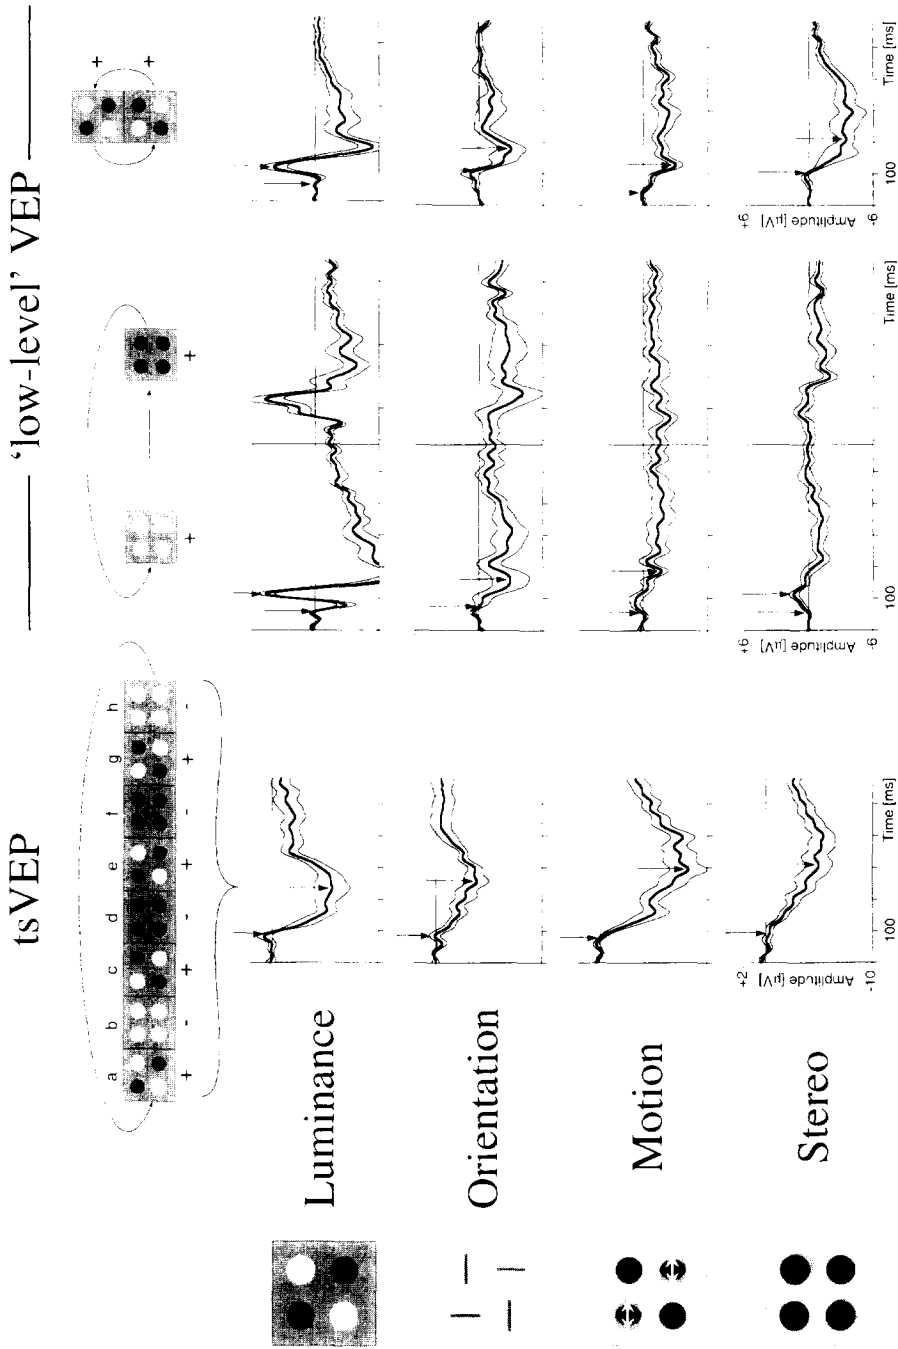 tsVEP
‘low-level’ VEP
a b c d e f g h
+ - + - + - + -
+ +
+ +
Luminance
Orientation
Motion
Stereo
+2
Amplitude [µV]
-10
100
Time [ms]
+6
Amplitude [µV]
-6
100
Time [ms]
+6
Amplitude [µV]
-6
100
Time [ms]